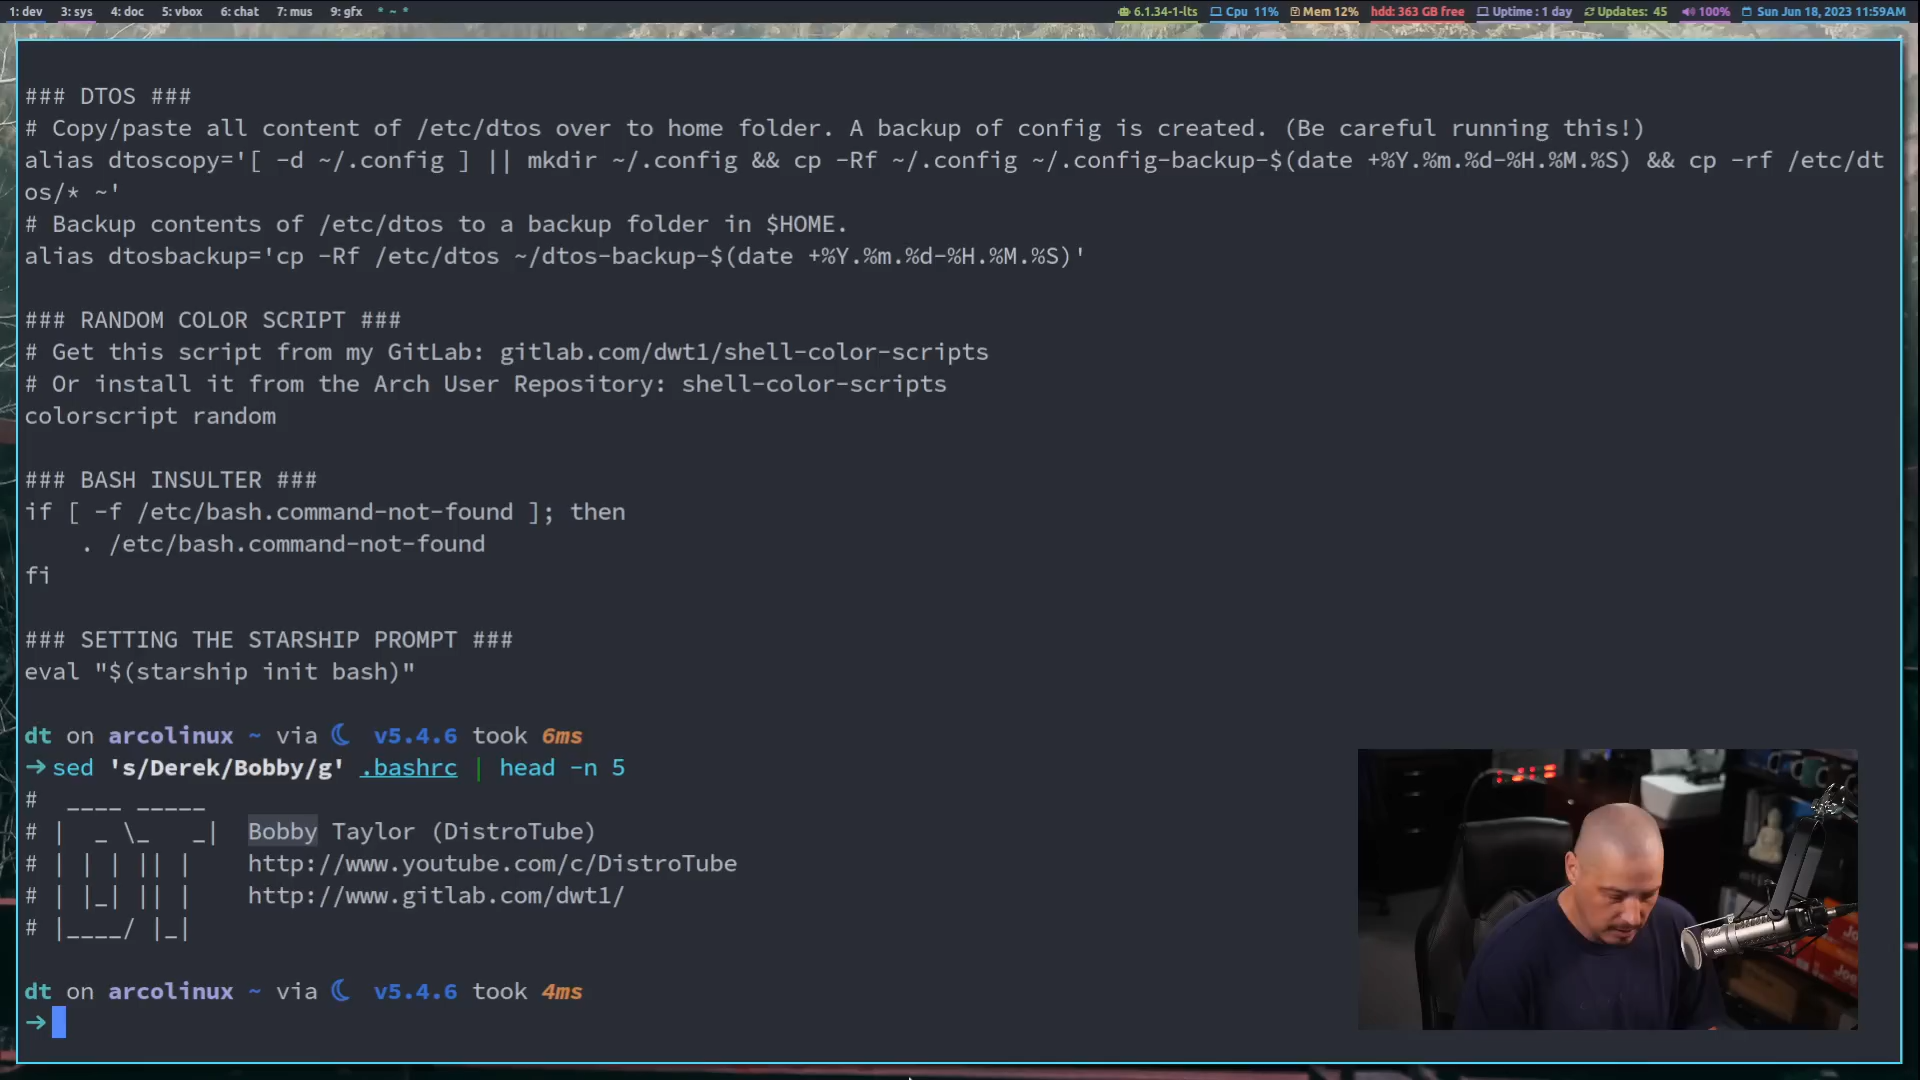 1: dev 3: sys 4: doc 5: vbox 6: chat 7: mus 9: gfx * ~ * 6.1.34-1-lts Cpu 11% Mem 12% hdd: 363 GB free Uptime : 1 day Updates: 45 100% Sun Jun 18, 2023 11:59AM
### DTOS ###
# Copy/paste all content of /etc/dtos over to home folder. A backup of config is created. (Be careful running this!)
alias dtoscopy='[ -d ~/.config ] || mkdir ~/.config && cp -Rf ~/.config ~/.config-backup-$(date +%Y.%m.%d-%H.%M.%S) && cp -rf /etc/dt
os/* ~'
# Backup contents of /etc/dtos to a backup folder in $HOME.
alias dtosbackup='cp -Rf /etc/dtos ~/dtos-backup-$(date +%Y.%m.%d-%H.%M.%S)'
### RANDOM COLOR SCRIPT ###
# Get this script from my GitLab: gitlab.com/dwt1/shell-color-scripts
# Or install it from the Arch User Repository: shell-color-scripts
colorscript random
### BASH INSULTER ###
if [ -f /etc/bash.command-not-found ]; then
    . /etc/bash.command-not-found
fi
### SETTING THE STARSHIP PROMPT ###
eval "$(starship init bash)"
dt on arcolinux ~ via v5.4.6 took 6ms
→ sed 's/Derek/Bobby/g' .bashrc | head -n 5
#  ____ _____
# |  _ \_   _|  Bobby Taylor (DistroTube)
# | | | || |    http://www.youtube.com/c/DistroTube
# | |_| || |    http://www.gitlab.com/dwt1/
# |____/ |_|
dt on arcolinux ~ via v5.4.6 took 4ms
→